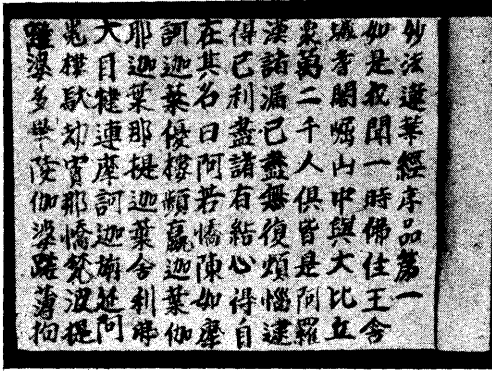 妙法蓮華經序品第一
如是我聞一時佛住王舍
城耆闍崛山中與大比丘
衆萬二千人俱皆是阿羅
漢諸漏已盡無復煩惱逮
得己利盡諸有結心得自
在其名曰阿若憍陳如摩
訶迦葉優樓頻蠃迦葉伽
耶迦葉那提迦葉舍利弗
大目揵連摩訶迦旃延阿
㝹樓馱劫賓那憍梵波提
離婆多畢陵伽婆蹉薄拘